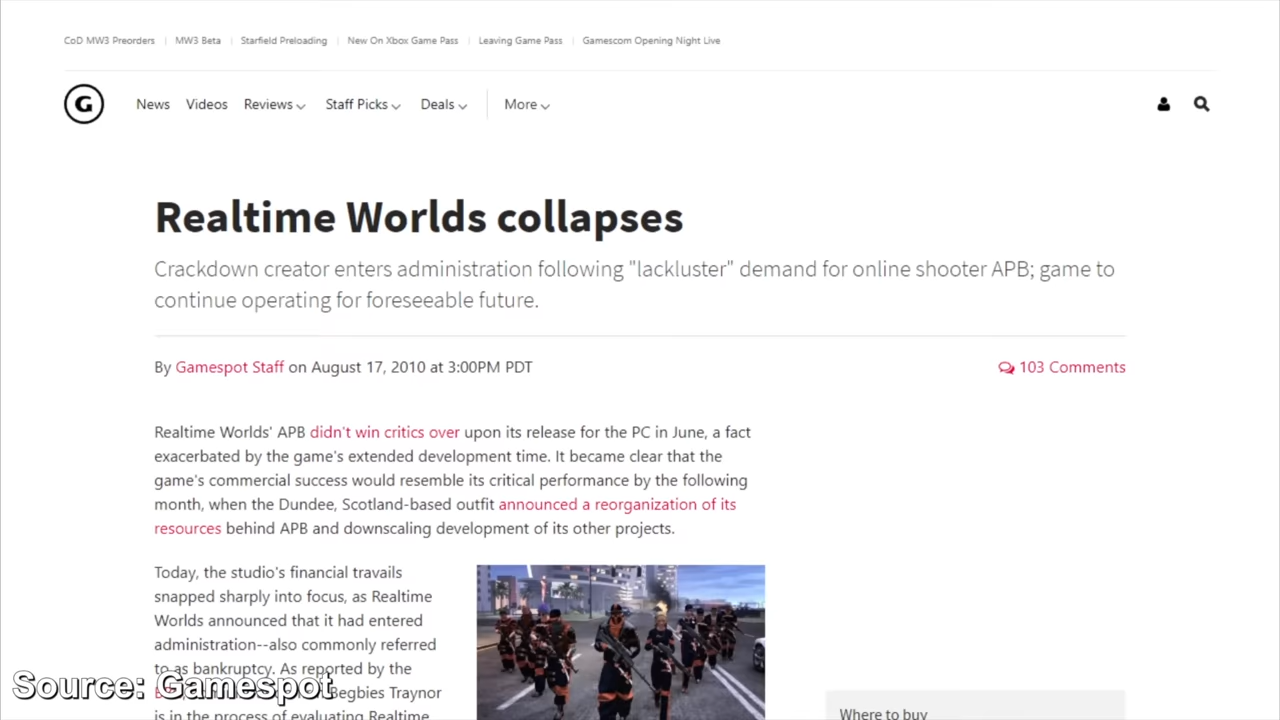 CoD MW3 Preorders MW3 Beta Starfield Preloading New On Xbox Game Pass Leaving Game Pass Gamescom Opening Night Live
G News Videos Reviews Staff Picks Deals More
Realtime Worlds collapses
Crackdown creator enters administration following "lackluster" demand for online shooter APB; game to
continue operating for foreseeable future.
By Gamespot Staff on August 17, 2010 at 3:00PM PDT
103 Comments
Realtime Worlds' APB didn't win critics over upon its release for the PC in June, a fact
exacerbated by the game's extended development time. It became clear that the
game's commercial success would resemble its critical performance by the following
month, when the Dundee, Scotland-based outfit announced a reorganization of its
resources behind APB and downscaling development of its other projects.
Today, the studio's financial travails
snapped sharply into focus, as Realtime
Worlds announced that it had entered
administration--also commonly referred
to as bankruptcy. As reported by the
Begbies Traynor
is in the process of evaluating Realtime
Source: Gamespot
Where to buy